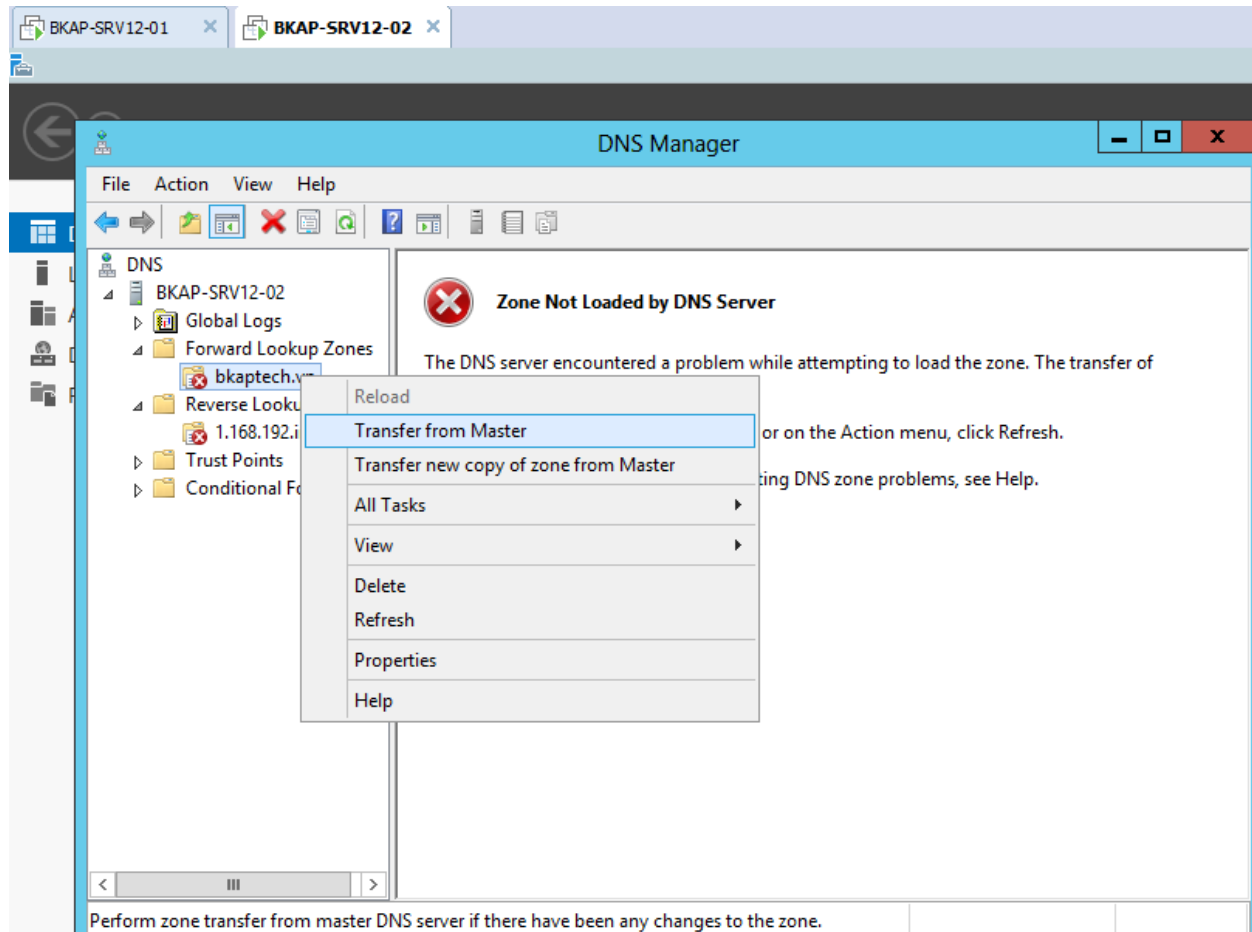 BKAP-SRV12-01
BKAP-SRV12-02
DNS Manager
File Action View Help
DNS
BKAP-SRV12-02
Global Logs
Forward Lookup Zones
bkaptech.vn
Reverse Looku
1.168.192.i
Trust Points
Conditional Fo
Zone Not Loaded by DNS Server
The DNS server encountered a problem while attempting to load the zone. The transfer of
or on the Action menu, click Refresh.
ting DNS zone problems, see Help.
Reload
Transfer from Master
Transfer new copy of zone from Master
All Tasks
View
Delete
Refresh
Properties
Help
Perform zone transfer from master DNS server if there have been any changes to the zone.